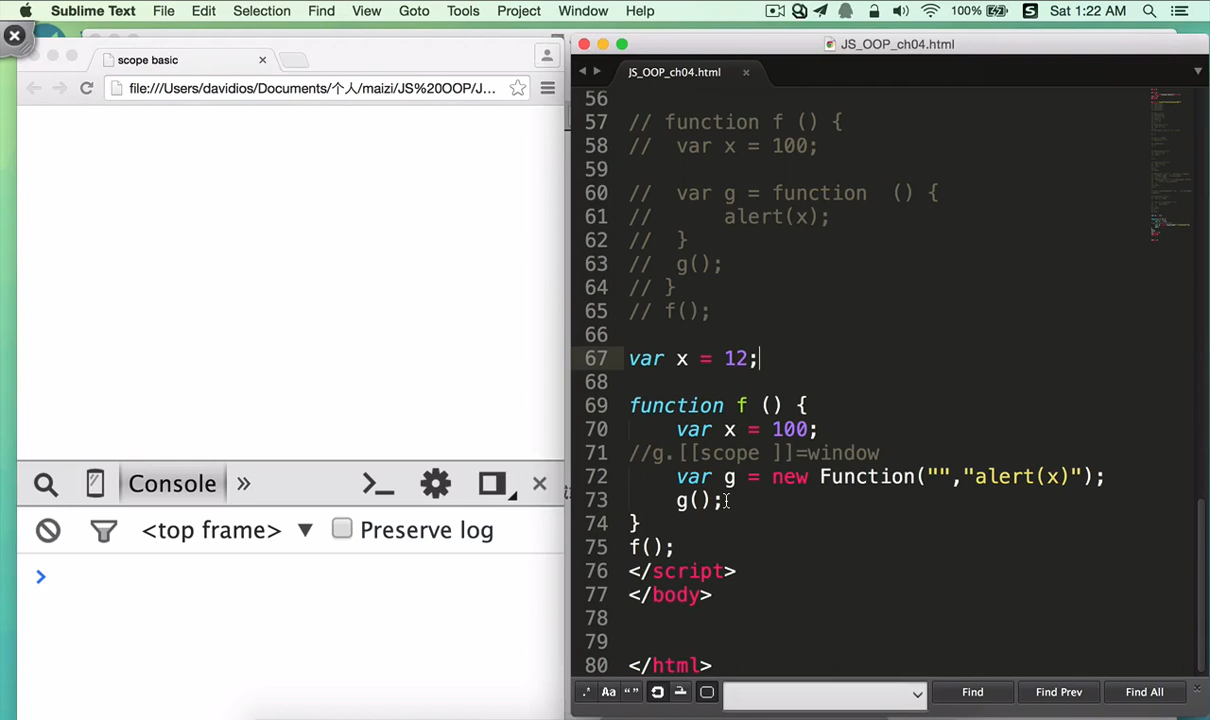 Sublime Text File Edit Selection Find View Goto Tools Project Window Help 100% S Sat 1:22 AM
scope basic
file:///Users/davidios/Documents/个人/maizi/JS%20OOP/J...
Console
<top frame> Preserve log
JS_OOP_ch04.html
JS_OOP_ch04.html
56
57 // function f () {
58 // var x = 100;
59
60 // var g = function () {
61 // alert(x);
62 // }
63 // g();
64 // }
65 // f();
66
67 var x = 12;
68
69 function f () {
70 var x = 100;
71 //g.[[scope ]]=window
72 var g = new Function("","alert(x)");
73 g();
74 }
75 f();
76 </script>
77 </body>
78
79
80 </html>
.* Aa “” Find Find Prev Find All